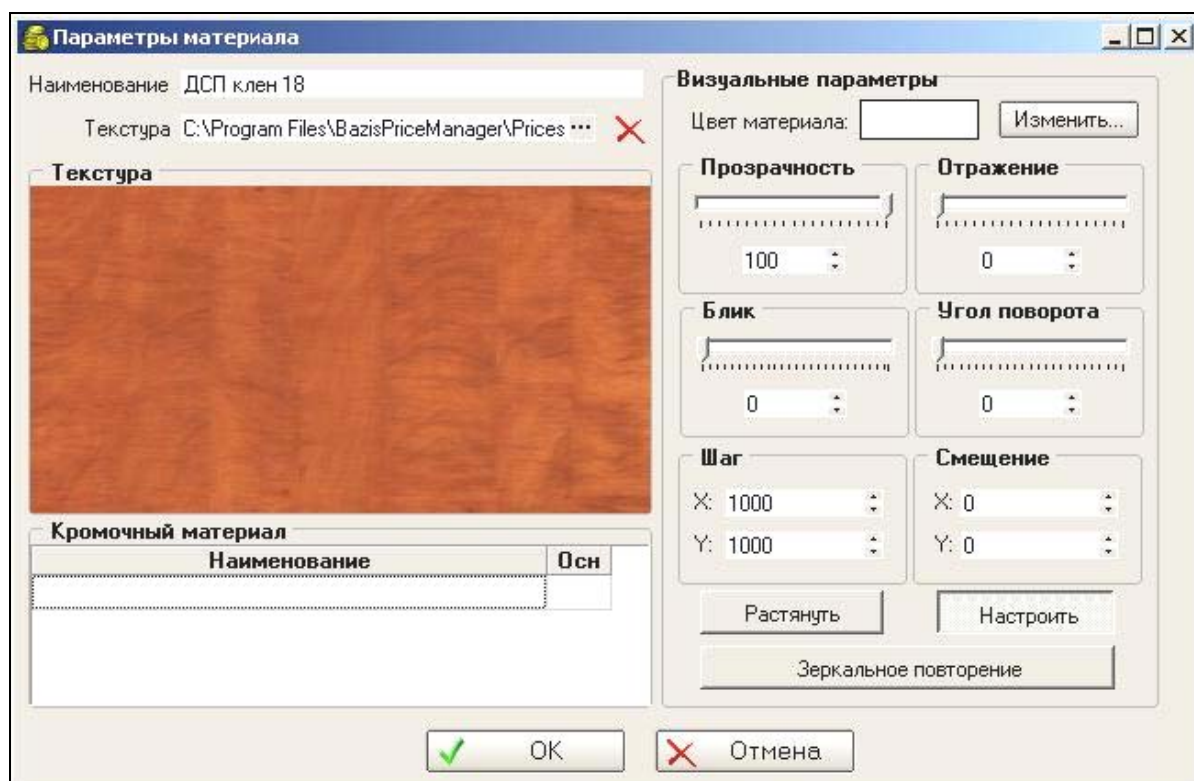 Параметры материала
Наименование ДСП клен 18
Текстура C:\Program Files\BazisPriceManager\Prices ...
Текстура
Кромочный материал
Наименование Осн
Визуальные параметры
Цвет материала: Изменить...
Прозрачность Отражение
100 0
Блик Угол поворота
0 0
Шаг Смещение
X: 1000 X: 0
Y: 1000 Y: 0
Растянуть Настроить
Зеркальное повторение
OK Отмена